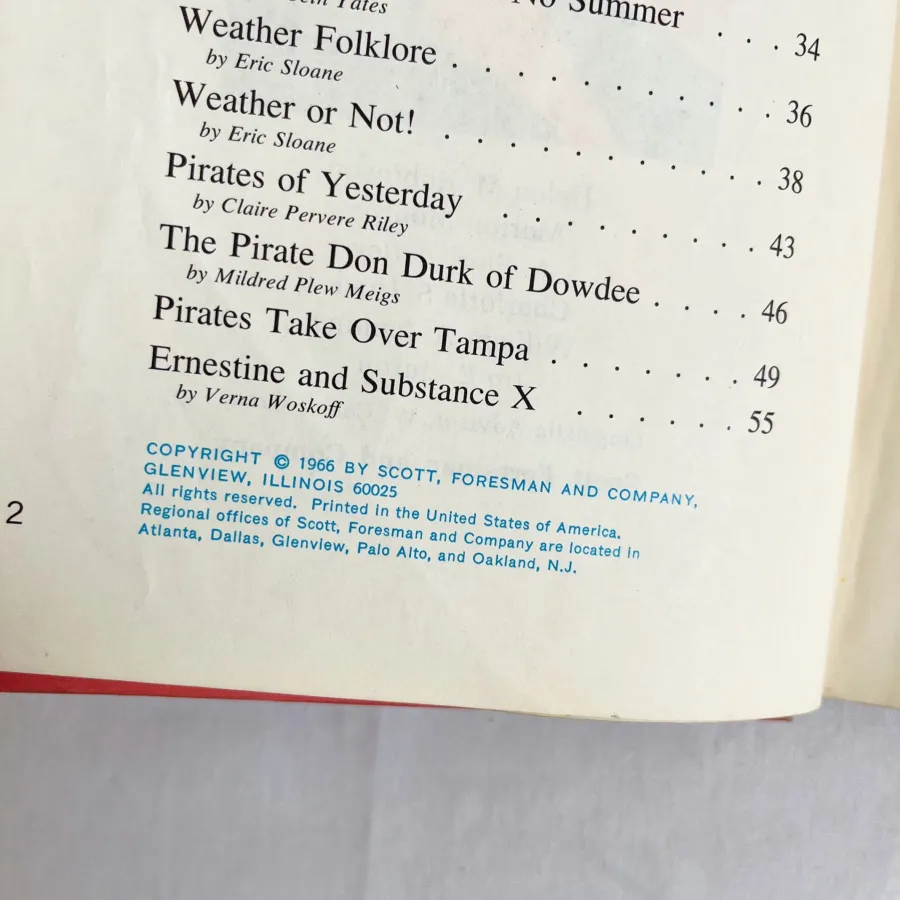 Yates
No Summer . . . 34
Weather Folklore . . . . . . . . . . 36
by Eric Sloane
Weather or Not! . . . . . . . . . . 38
by Eric Sloane
Pirates of Yesterday . . . . . . . . 43
by Claire Pervere Riley
The Pirate Don Durk of Dowdee . . . . 46
by Mildred Plew Meigs
Pirates Take Over Tampa . . . . . . . 49
Ernestine and Substance X . . . . . . 55
by Verna Woskoff
COPYRIGHT © 1966 BY SCOTT, FORESMAN AND COMPANY,
GLENVIEW, ILLINOIS 60025
All rights reserved. Printed in the United States of America.
Regional offices of Scott, Foresman and Company are located in
Atlanta, Dallas, Glenview, Palo Alto, and Oakland, N.J.
2